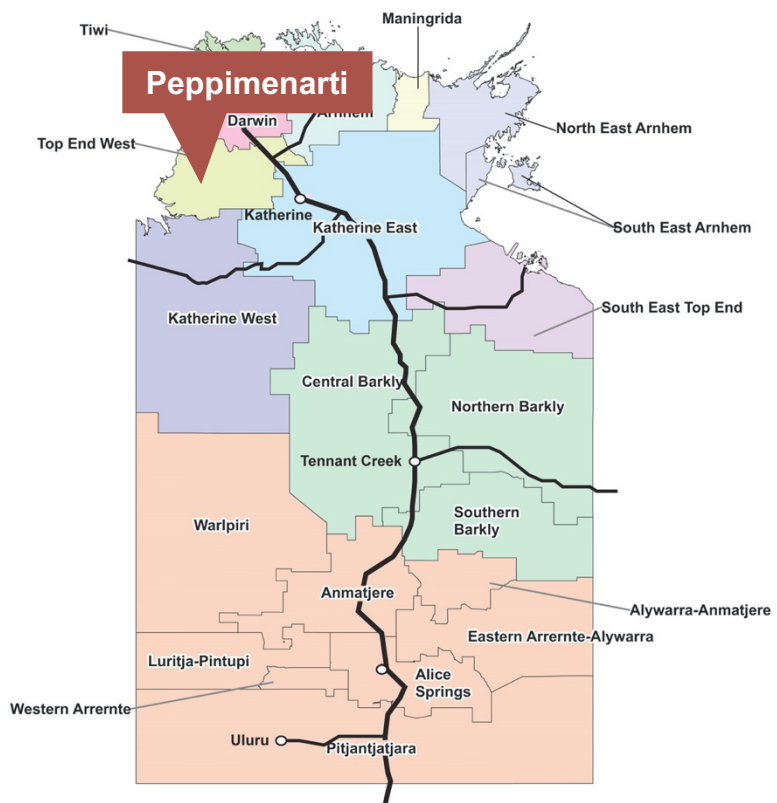 Maningrida
Tiwi
Peppimenarti
Arnhem
Darwin
North East Arnhem
Top End West
Katherine
Katherine East
South East Arnhem
South East Top End
Katherine West
Central Barkly
Northern Barkly
Tennant Creek
Southern
Barkly
Warlpiri
Anmatjere
Alywarra-Anmatjere
Eastern Arrernte-Alywarra
Luritja-Pintupi
Alice
Springs
Western Arrernte
Uluru
Pitjantjatjara